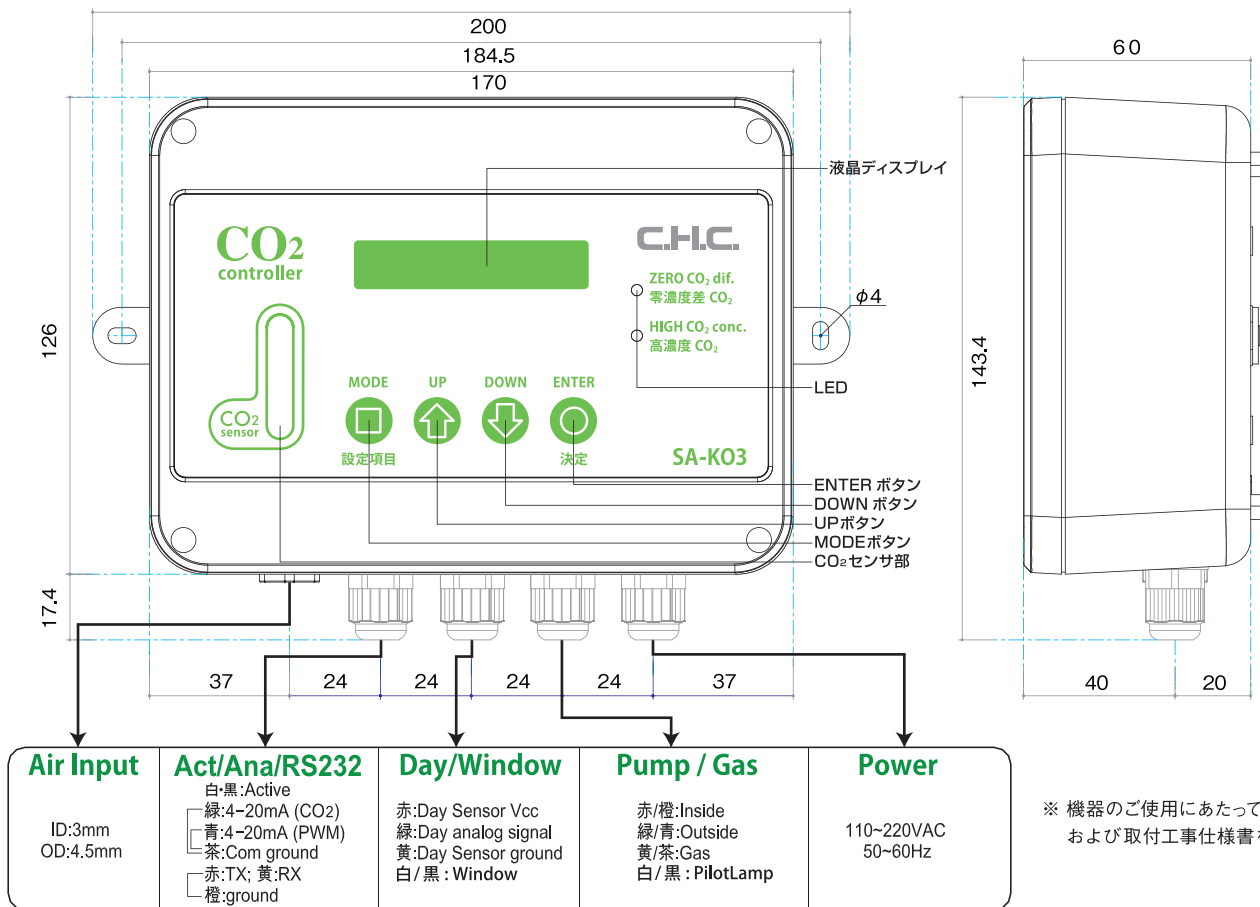 200
184.5
170
60
液晶ディスプレイ
CO₂
controller
C.H.C.
ZERO CO₂ dif.
零濃度差 CO₂
HIGH CO₂ conc.
高濃度 CO₂
φ4
126
143.4
LED
MODE
UP
DOWN
ENTER
CO₂
sensor
設定項目
決定
SA-KO3
ENTER ボタン
DOWN ボタン
UPボタン
MODEボタン
CO₂センサ部
17.4
37
24
24
24
24
37
40
20
Air Input
ID:3mm
OD:4.5mm
Act/Ana/RS232
白・黒:Active
緑:4-20mA (CO2)
青:4-20mA (PWM)
茶:Com ground
赤:TX; 黄:RX
橙:ground
Day/Window
赤:Day Sensor Vcc
緑:Day analog signal
黄:Day Sensor ground
白/黒 : Window
Pump / Gas
赤/橙:Inside
緑/青:Outside
黄/茶:Gas
白/黒 : PilotLamp
Power
110~220VAC
50~60Hz
※ 機器のご使用にあたって
および取付工事仕様書